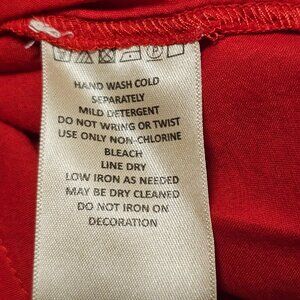 HAND WASH COLD
SEPARATELY
MILD DETERGENT
DO NOT WRING OR TWIST
USE ONLY NON-CHLORINE
BLEACH
LINE DRY
LOW IRON AS NEEDED
MAY BE DRY CLEANED
DO NOT IRON ON
DECORATION